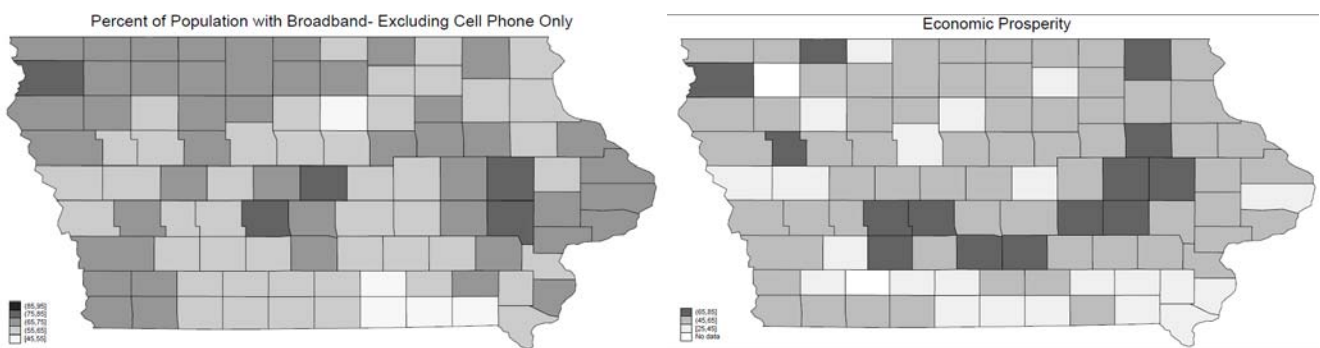 Percent of Population with Broadband- Excluding Cell Phone Only
(85,95]
(75,85]
(65,75]
(55,65]
[45,55]
Economic Prosperity
(65,85]
(45,65]
[25,45]
No data